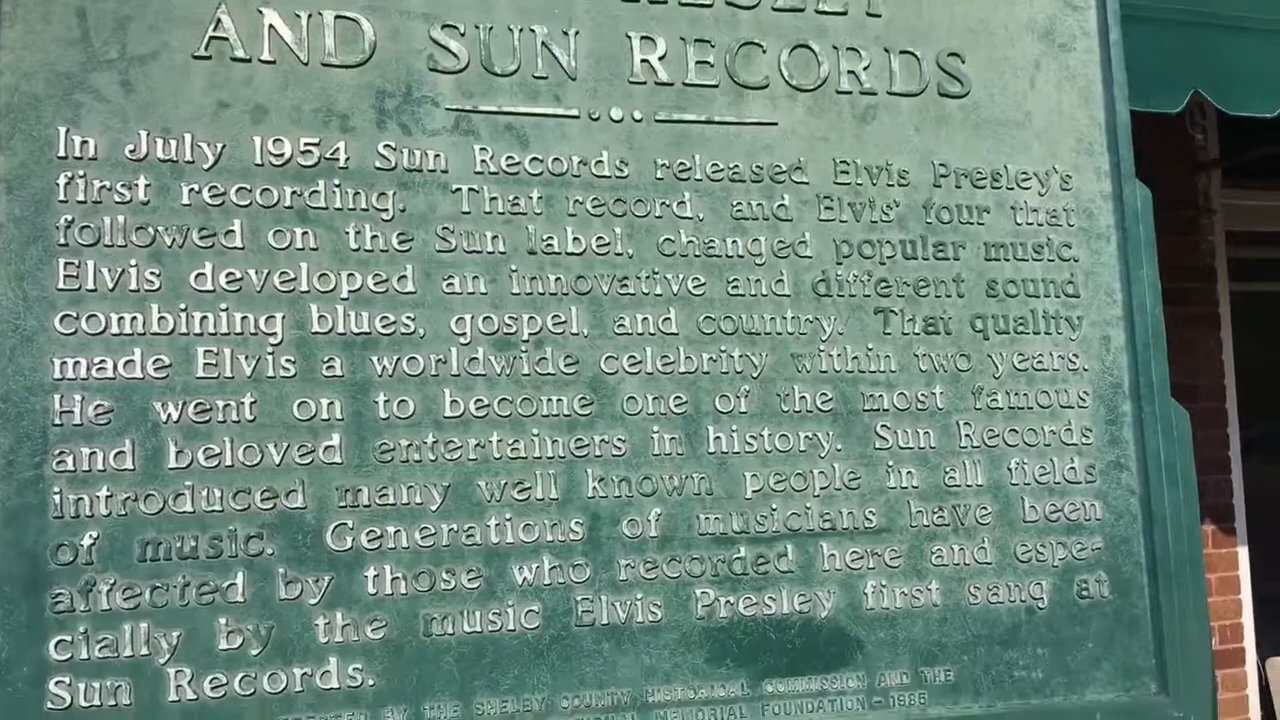 AND SUN RECORDS
In July 1954 Sun Records released Elvis Presley's
first recording. That record, and Elvis' four that
followed on the Sun label, changed popular music.
Elvis developed an innovative and different sound
combining blues, gospel, and country. That quality
made Elvis a worldwide celebrity within two years.
He went on to become one of the most famous
and beloved entertainers in history. Sun Records
introduced many well known people in all fields
of music. Generations of musicians have been
affected by those who recorded here and espe-
cially by the music Elvis Presley first sang at
Sun Records.
BY THE SHELBY COUNTY HISTORICAL COMMISSION AND THE
MEMORIAL FOUNDATION - 1985